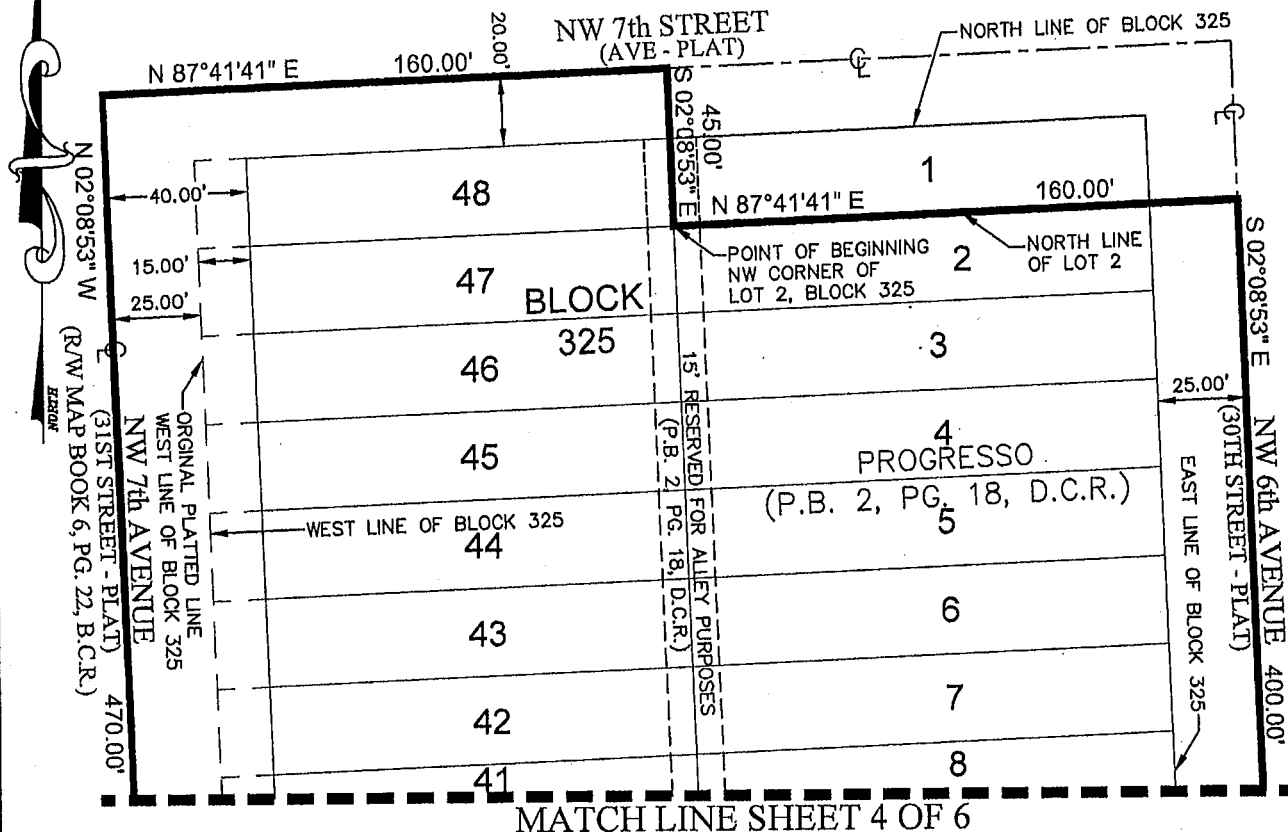 NW 7th STREET
(AVE - PLAT)
NORTH LINE OF BLOCK 325
20.00'
N 87°41'41" E
160.00'
S 02°08'53" E
45.00'
1
48
40.00'
N 87°41'41" E
160.00'
N 02°08'53" W
POINT OF BEGINNING
NW CORNER OF
LOT 2, BLOCK 325
2
NORTH LINE
OF LOT 2
S 02°08'53" E
15.00'
47
25.00'
BLOCK
325
3
46
25.00'
ORGINAL PLATTED LINE
WEST LINE OF BLOCK 325
NW 7th AVENUE
(31ST STREET - PLAT)
(R/W MAP BOOK 6, PG. 22, B.C.R.)
470.00'
15' RESERVED FOR ALLEY PURPOSES
(P.B. 2, PG. 18, D.C.R.)
NW 6th AVENUE
(30TH STREET - PLAT)
400.00'
EAST LINE OF BLOCK 325
45
4
PROGRESSO
(P.B. 2, PG. 18, D.C.R.)
5
WEST LINE OF BLOCK 325
44
6
43
7
42
8
41
MATCH LINE SHEET 4 OF 6